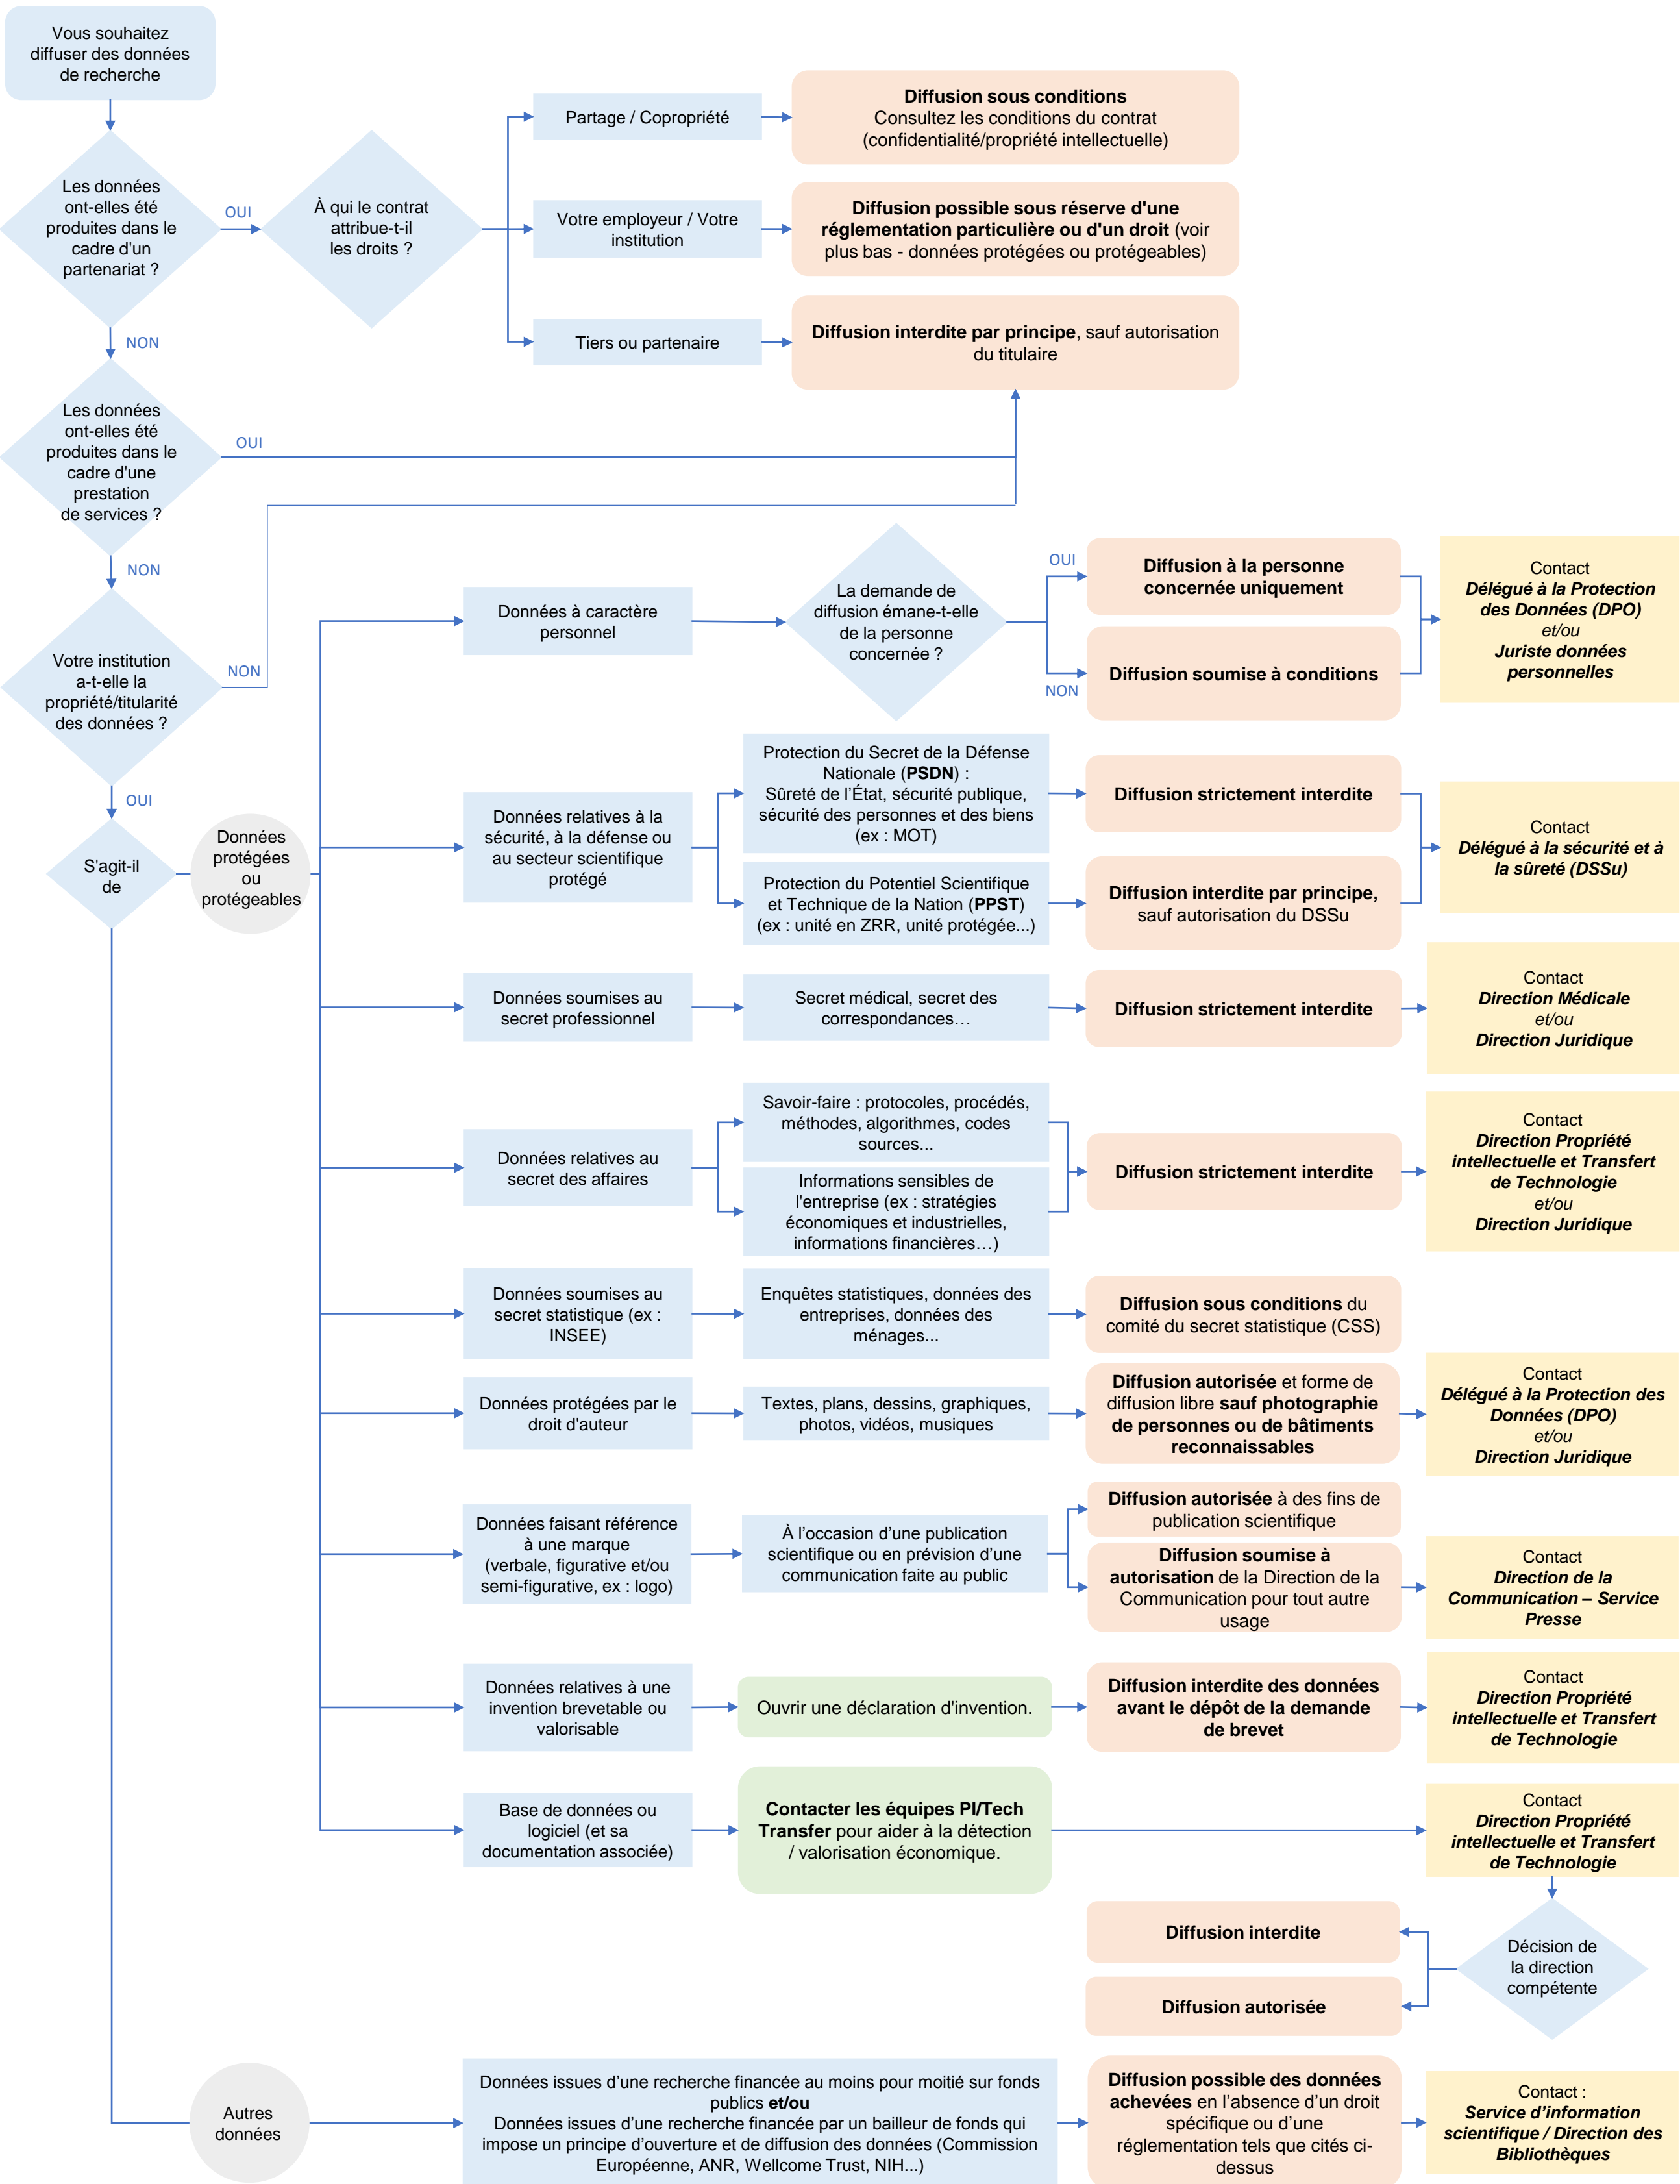 Vous souhaitez
diffuser des données
de recherche
Les données
ont-elles été
produites dans le
cadre d'un
partenariat ?
OUI
À qui le contrat
attribue-t-il
les droits ?
Partage / Copropriété
Diffusion sous conditions
Consultez les conditions du contrat
(confidentialité/propriété intellectuelle)
Votre employeur / Votre
institution
Diffusion possible sous réserve d'une
réglementation particulière ou d'un droit (voir
plus bas - données protégées ou protégeables)
Tiers ou partenaire
Diffusion interdite par principe, sauf autorisation
du titulaire
NON
Les données
ont-elles été
produites dans le
cadre d'une
prestation
de services ?
OUI
NON
Votre institution
a-t-elle la
propriété/titularité
des données ?
NON
OUI
S'agit-il
de
Données
protégées
ou
protégeables
Données à caractère
personnel
La demande de
diffusion émane-t-elle
de la personne
concernée ?
OUI
Diffusion à la personne
concernée uniquement
NON
Diffusion soumise à conditions
Contact
Délégué à la Protection
des Données (DPO)
et/ou
Juriste données
personnelles
Données relatives à la
sécurité, à la défense ou
au secteur scientifique
protégé
Protection du Secret de la Défense
Nationale (PSDN) :
Sûreté de l'État, sécurité publique,
sécurité des personnes et des biens
(ex : MOT)
Diffusion strictement interdite
Protection du Potentiel Scientifique
et Technique de la Nation (PPST)
(ex : unité en ZRR, unité protégée...)
Diffusion interdite par principe,
sauf autorisation du DSSu
Contact
Délégué à la sécurité et à
la sûreté (DSSu)
Données soumises au
secret professionnel
Secret médical, secret des
correspondances…
Diffusion strictement interdite
Contact
Direction Médicale
et/ou
Direction Juridique
Données relatives au
secret des affaires
Savoir-faire : protocoles, procédés,
méthodes, algorithmes, codes
sources...
Informations sensibles de
l'entreprise (ex : stratégies
économiques et industrielles,
informations financières…)
Diffusion strictement interdite
Contact
Direction Propriété
intellectuelle et Transfert
de Technologie
et/ou
Direction Juridique
Données soumises au
secret statistique (ex :
INSEE)
Enquêtes statistiques, données des
entreprises, données des
ménages...
Diffusion sous conditions du
comité du secret statistique (CSS)
Données protégées par le
droit d'auteur
Textes, plans, dessins, graphiques,
photos, vidéos, musiques
Diffusion autorisée et forme de
diffusion libre sauf photographie
de personnes ou de bâtiments
reconnaissables
Contact
Délégué à la Protection des
Données (DPO)
et/ou
Direction Juridique
Données faisant référence
à une marque
(verbale, figurative et/ou
semi-figurative, ex : logo)
À l'occasion d'une publication
scientifique ou en prévision d'une
communication faite au public
Diffusion autorisée à des fins de
publication scientifique
Diffusion soumise à
autorisation de la Direction de la
Communication pour tout autre
usage
Contact
Direction de la
Communication – Service
Presse
Données relatives à une
invention brevetable ou
valorisable
Ouvrir une déclaration d'invention.
Diffusion interdite des données
avant le dépôt de la demande
de brevet
Contact
Direction Propriété
intellectuelle et Transfert
de Technologie
Base de données ou
logiciel (et sa
documentation associée)
Contacter les équipes PI/Tech
Transfer pour aider à la détection
/ valorisation économique.
Contact
Direction Propriété
intellectuelle et Transfert
de Technologie
Décision de
la direction
compétente
Diffusion interdite
Diffusion autorisée
Autres
données
Données issues d'une recherche financée au moins pour moitié sur fonds
publics et/ou
Données issues d'une recherche financée par un bailleur de fonds qui
impose un principe d'ouverture et de diffusion des données (Commission
Européenne, ANR, Wellcome Trust, NIH...)
Diffusion possible des données
achevées en l'absence d'un droit
spécifique ou d'une
réglementation tels que cités ci-
dessus
Contact :
Service d'information
scientifique / Direction des
Bibliothèques